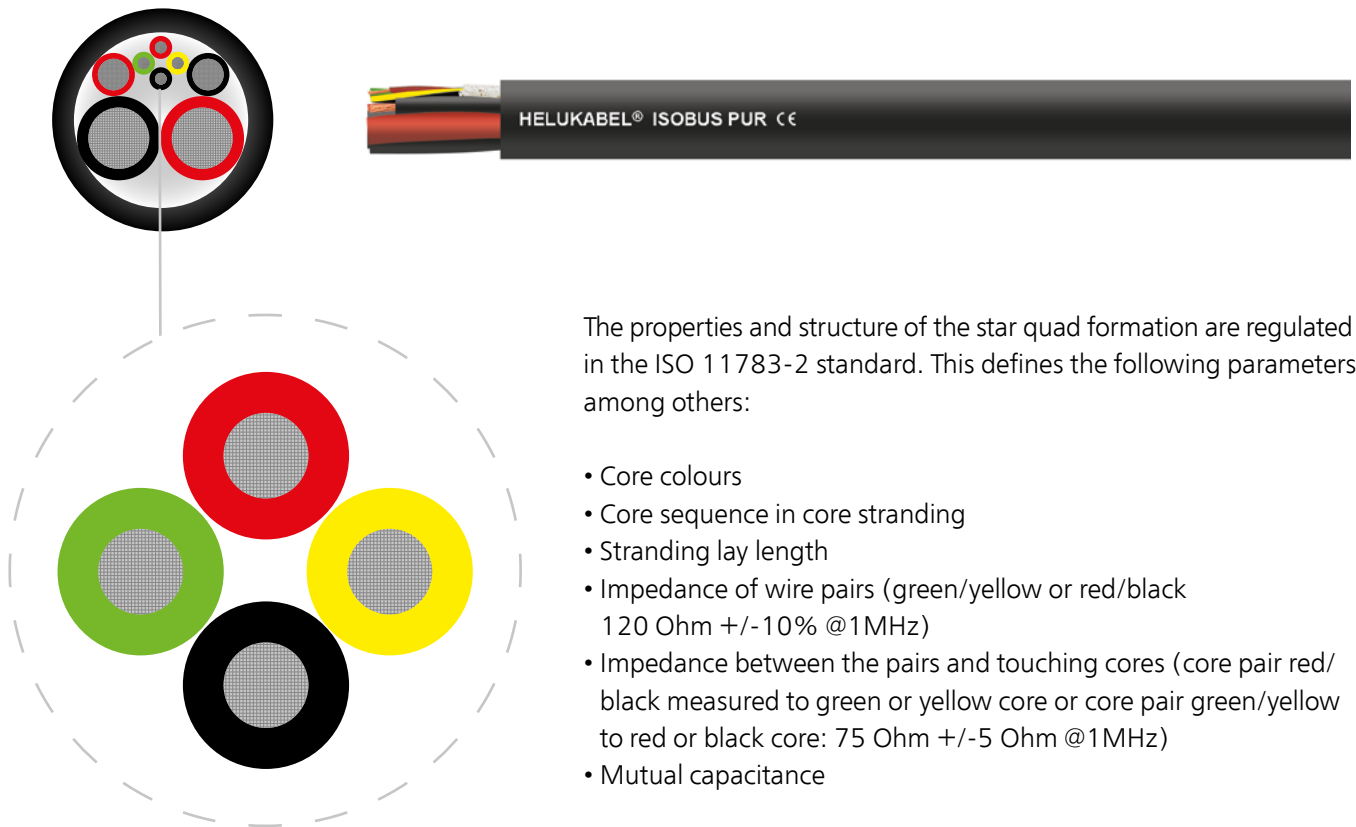 HELUKABEL® ISOBUS PUR CE
The properties and structure of the star quad formation are regulated
in the ISO 11783-2 standard. This defines the following parameters
among others:
• Core colours
• Core sequence in core stranding
• Stranding lay length
• Impedance of wire pairs (green/yellow or red/black
120 Ohm +/-10% @1MHz)
• Impedance between the pairs and touching cores (core pair red/
black measured to green or yellow core or core pair green/yellow
to red or black core: 75 Ohm +/-5 Ohm @1MHz)
• Mutual capacitance